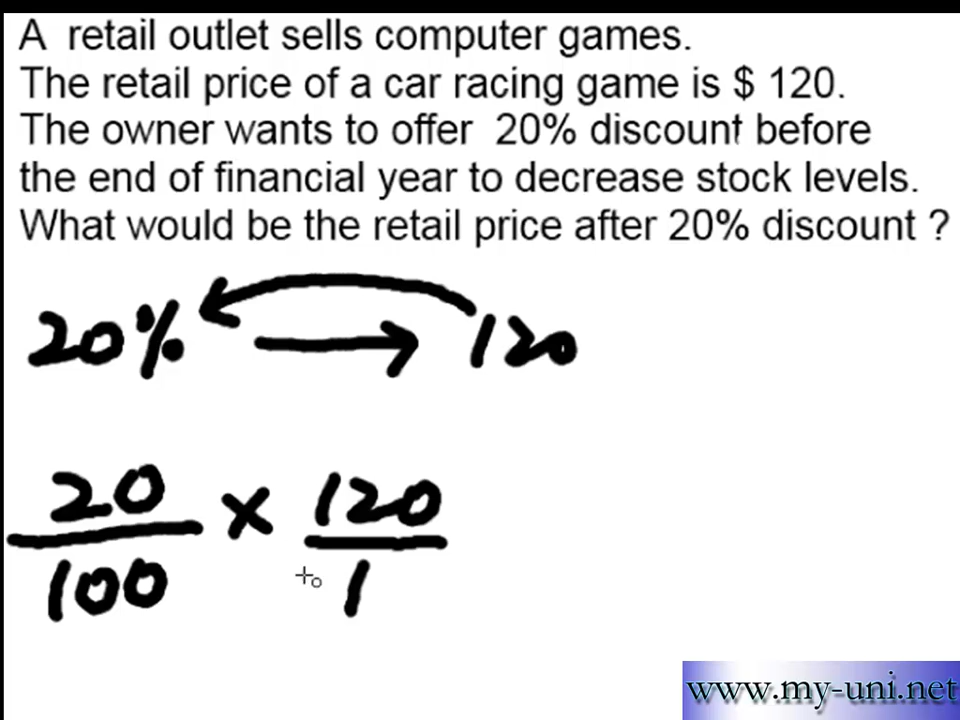 A retail outlet sells computer games.
The retail price of a car racing game is $ 120.
The owner wants to offer 20% discount before
the end of financial year to decrease stock levels.
What would be the retail price after 20% discount ?
20% → 120
20 × 120
100 1
www.my-uni.net